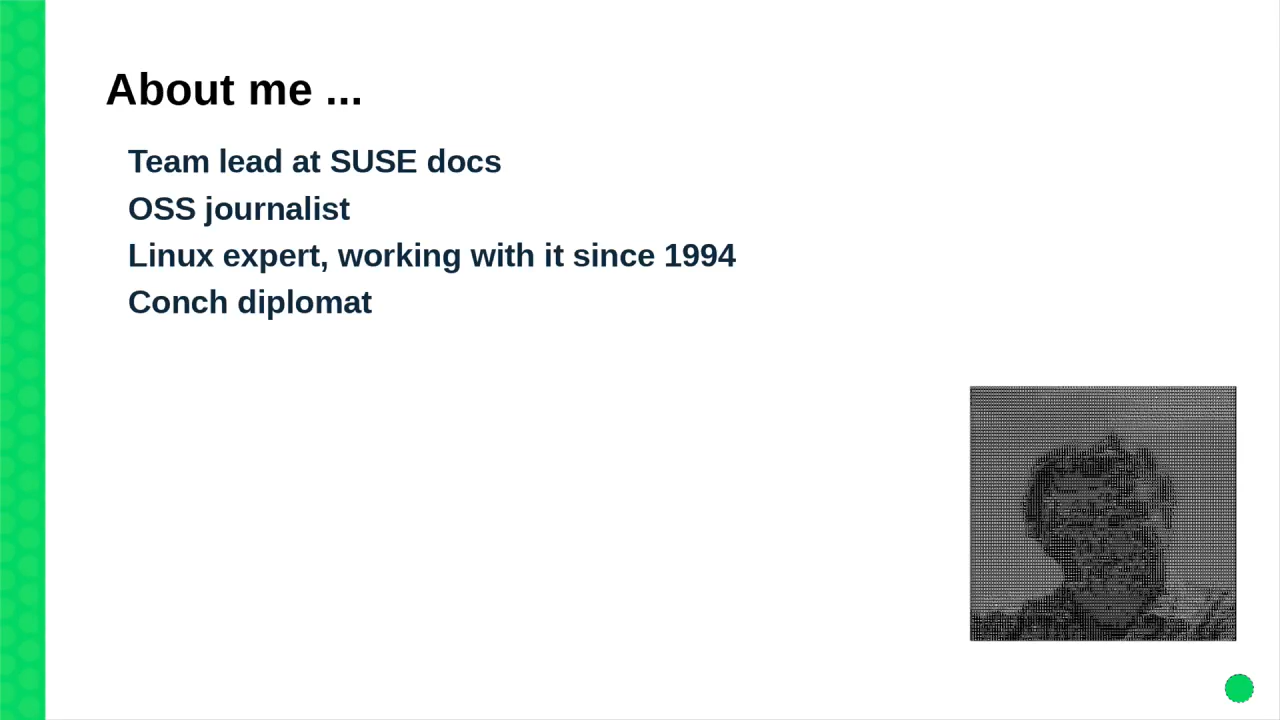 About me ...
Team lead at SUSE docs
OSS journalist
Linux expert, working with it since 1994
Conch diplomat